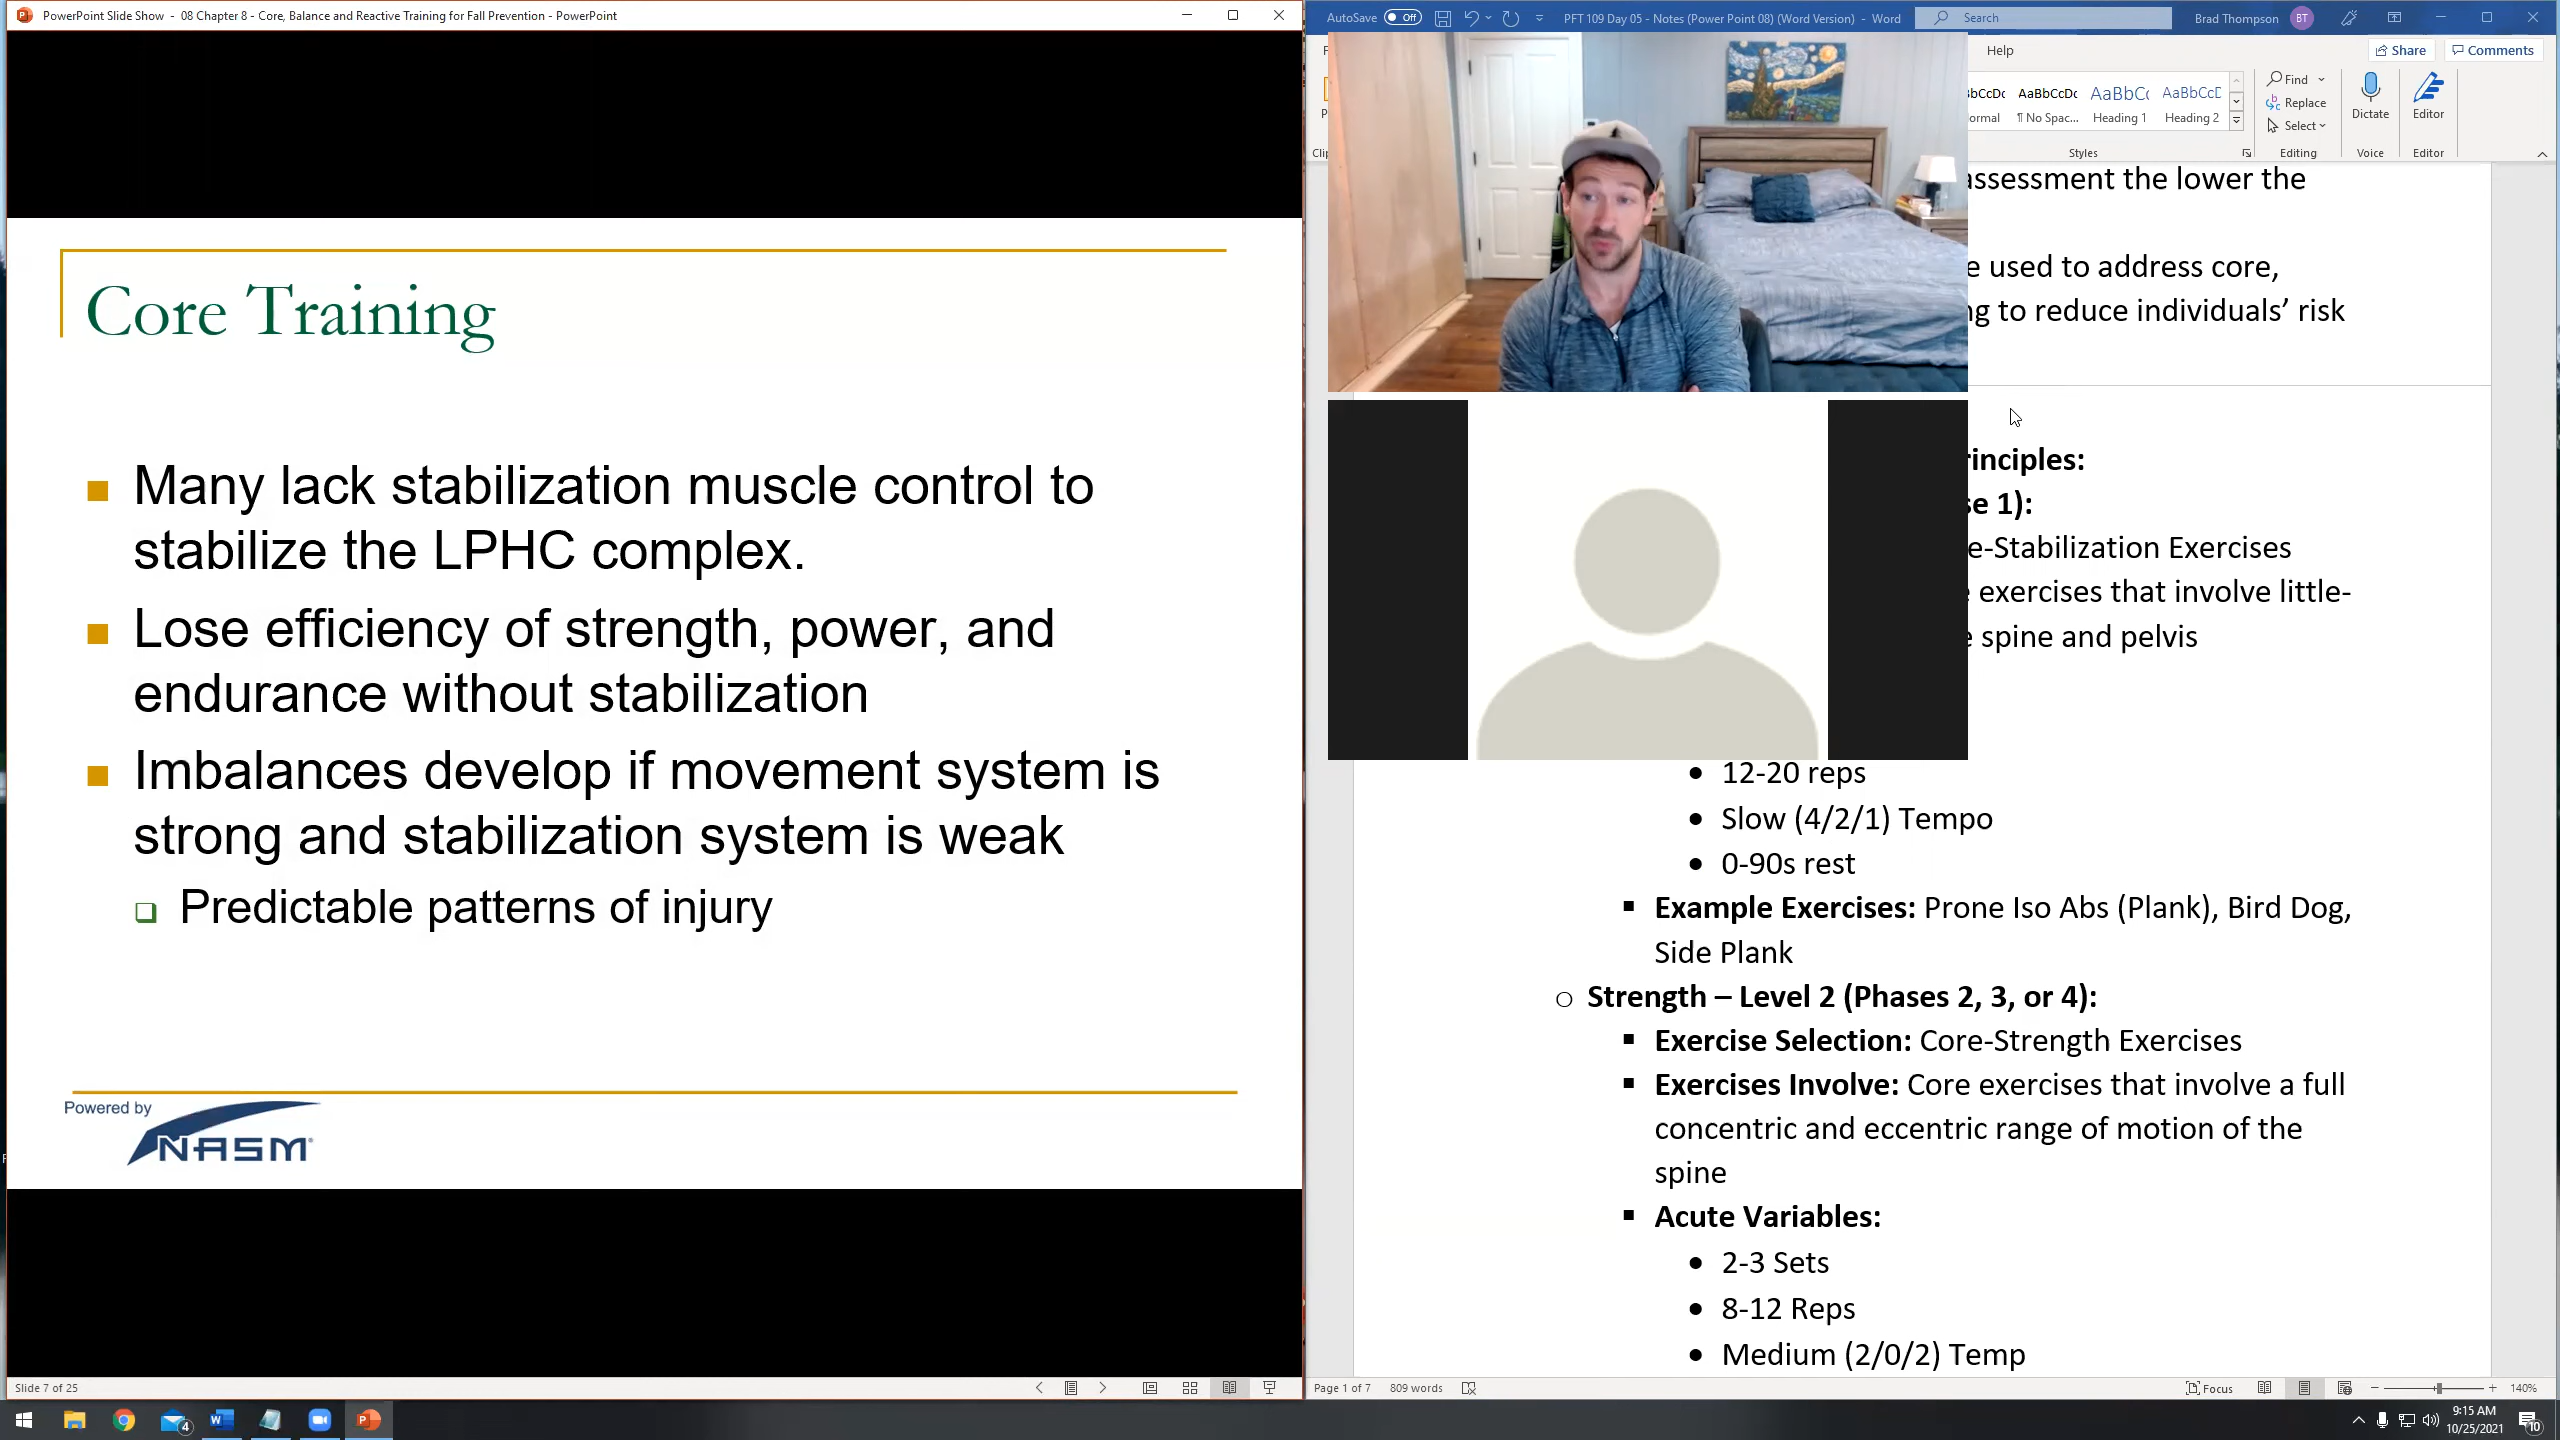 PowerPoint Slide Show - 08 Chapter 8 - Core, Balance and Reactive Training for Fall Prevention - PowerPoint
Core Training
Many lack stabilization muscle control to
stabilize the LPHC complex.
Lose efficiency of strength, power, and
endurance without stabilization
Imbalances develop if movement system is
strong and stabilization system is weak
Predictable patterns of injury
Powered by
NASM
Slide 7 of 25
AutoSave Off
PFT 109 Day 05 - Notes (Power Point 08) (Word Version) - Word
Search
Brad Thompson BT
Help
Share
Comments
AaBbCcDc
AaBbC
AaBbCcD
¶ No Spac...
Heading 1
Heading 2
Find
Replace
Select
Dictate
Editor
Styles
Editing
Voice
Editor
assessment the lower the
used to address core,
to reduce individuals’ risk
1):
-Stabilization Exercises
exercises that involve little-
spine and pelvis
12-20 reps
Slow (4/2/1) Tempo
0-90s rest
Example Exercises: Prone Iso Abs (Plank), Bird Dog,
Side Plank
o Strength – Level 2 (Phases 2, 3, or 4):
Exercise Selection: Core-Strength Exercises
Exercises Involve: Core exercises that involve a full
concentric and eccentric range of motion of the
spine
Acute Variables:
2-3 Sets
8-12 Reps
Medium (2/0/2) Temp
Page 1 of 7
809 words
Focus
140%
4
9:15 AM
10/25/2021
10